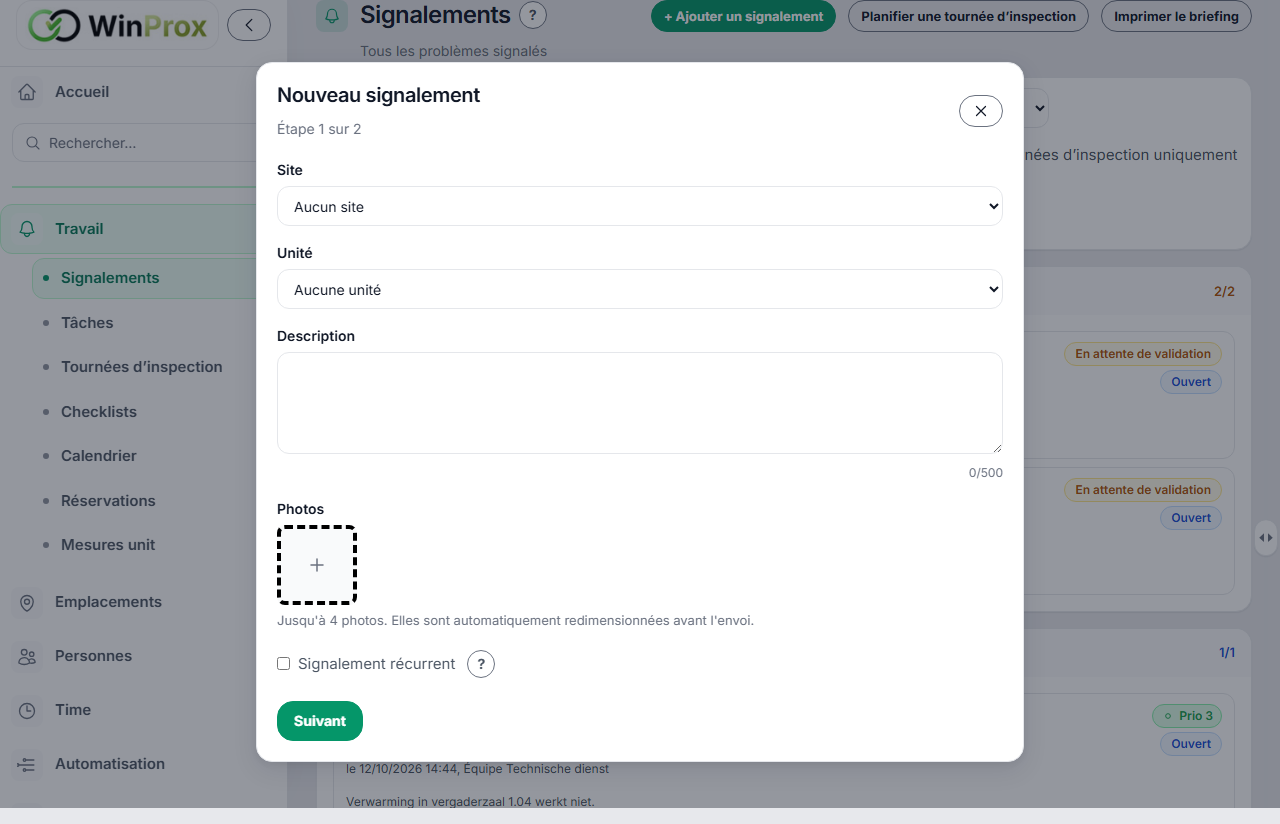 WinProx
Signalements
?
+ Ajouter un signalement
Planifier une tournée d’inspection
Imprimer le briefing
Tous les problèmes signalés
Accueil
Rechercher...
Travail
Signalements
Tâches
Tournées d’inspection
Checklists
Calendrier
Réservations
Mesures unit
Emplacements
Personnes
Time
Automatisation
Nouveau signalement
Étape 1 sur 2
Site
Aucun site
Unité
Aucune unité
Description
0/500
Photos
+
Jusqu'à 4 photos. Elles sont automatiquement redimensionnées avant l'envoi.
Signalement récurrent
?
Suivant
nées d’inspection uniquement
2/2
En attente de validation
Ouvert
En attente de validation
Ouvert
1/1
Prio 3
Ouvert
le 12/10/2026 14:44, Équipe Technische dienst
Verwarming in vergaderzaal 1.04 werkt niet.